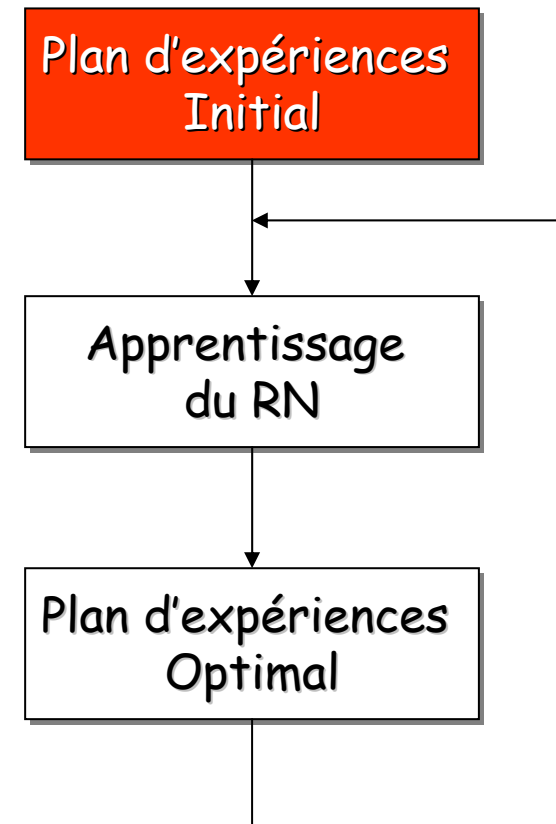 Plan d’expériences
Initial
Apprentissage
du RN
Plan d’expériences
Optimal